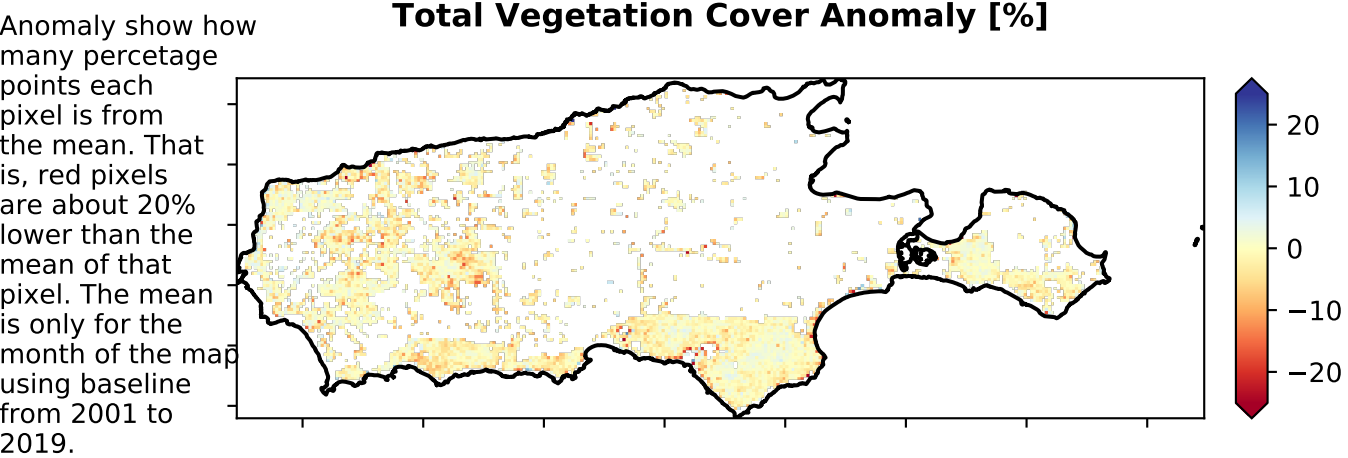 Total Vegetation Cover Anomaly [%]
Anomaly show how
many percetage
points each
pixel is from
the mean. That
is, red pixels
are about 20%
lower than the
mean of that
pixel. The mean
is only for the
month of the map
using baseline
from 2001 to
2019.
20
10
0
−10
−20